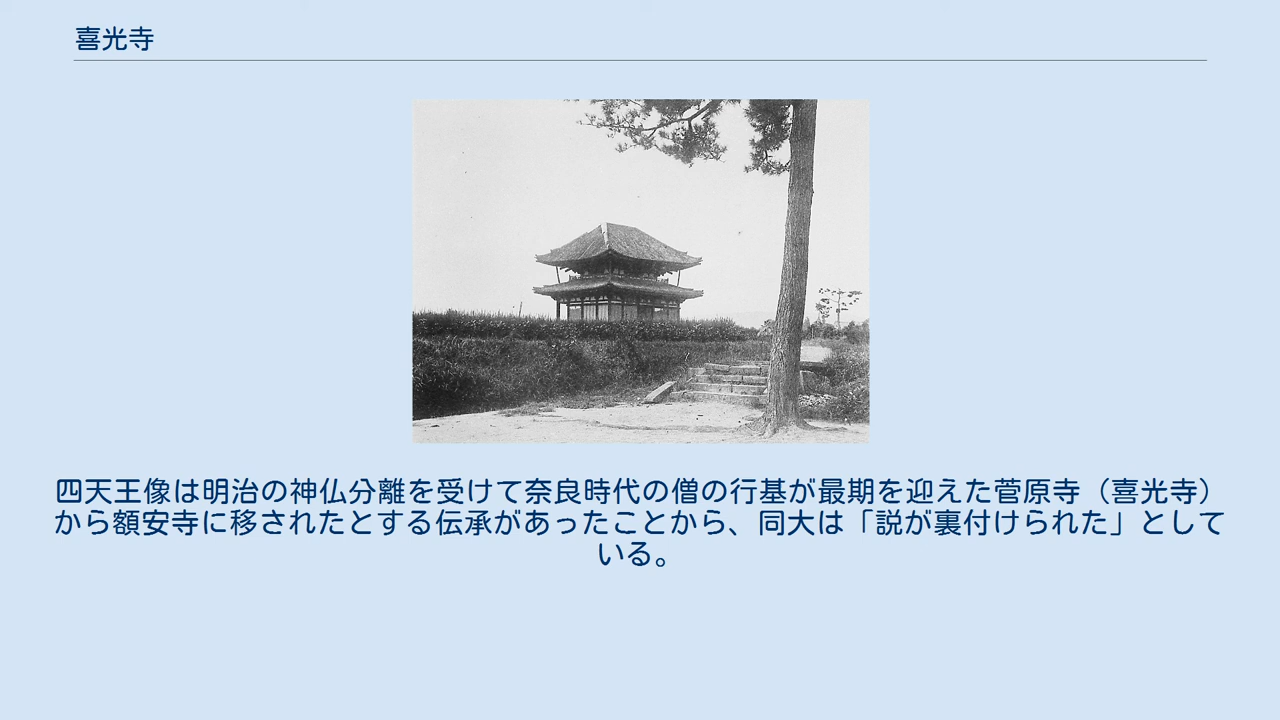 喜光寺
四天王像は明治の神仏分離を受けて奈良時代の僧の行基が最期を迎えた菅原寺（喜光寺）
から額安寺に移されたとする伝承があったことから、同大は「説が裏付けられた」として
いる。